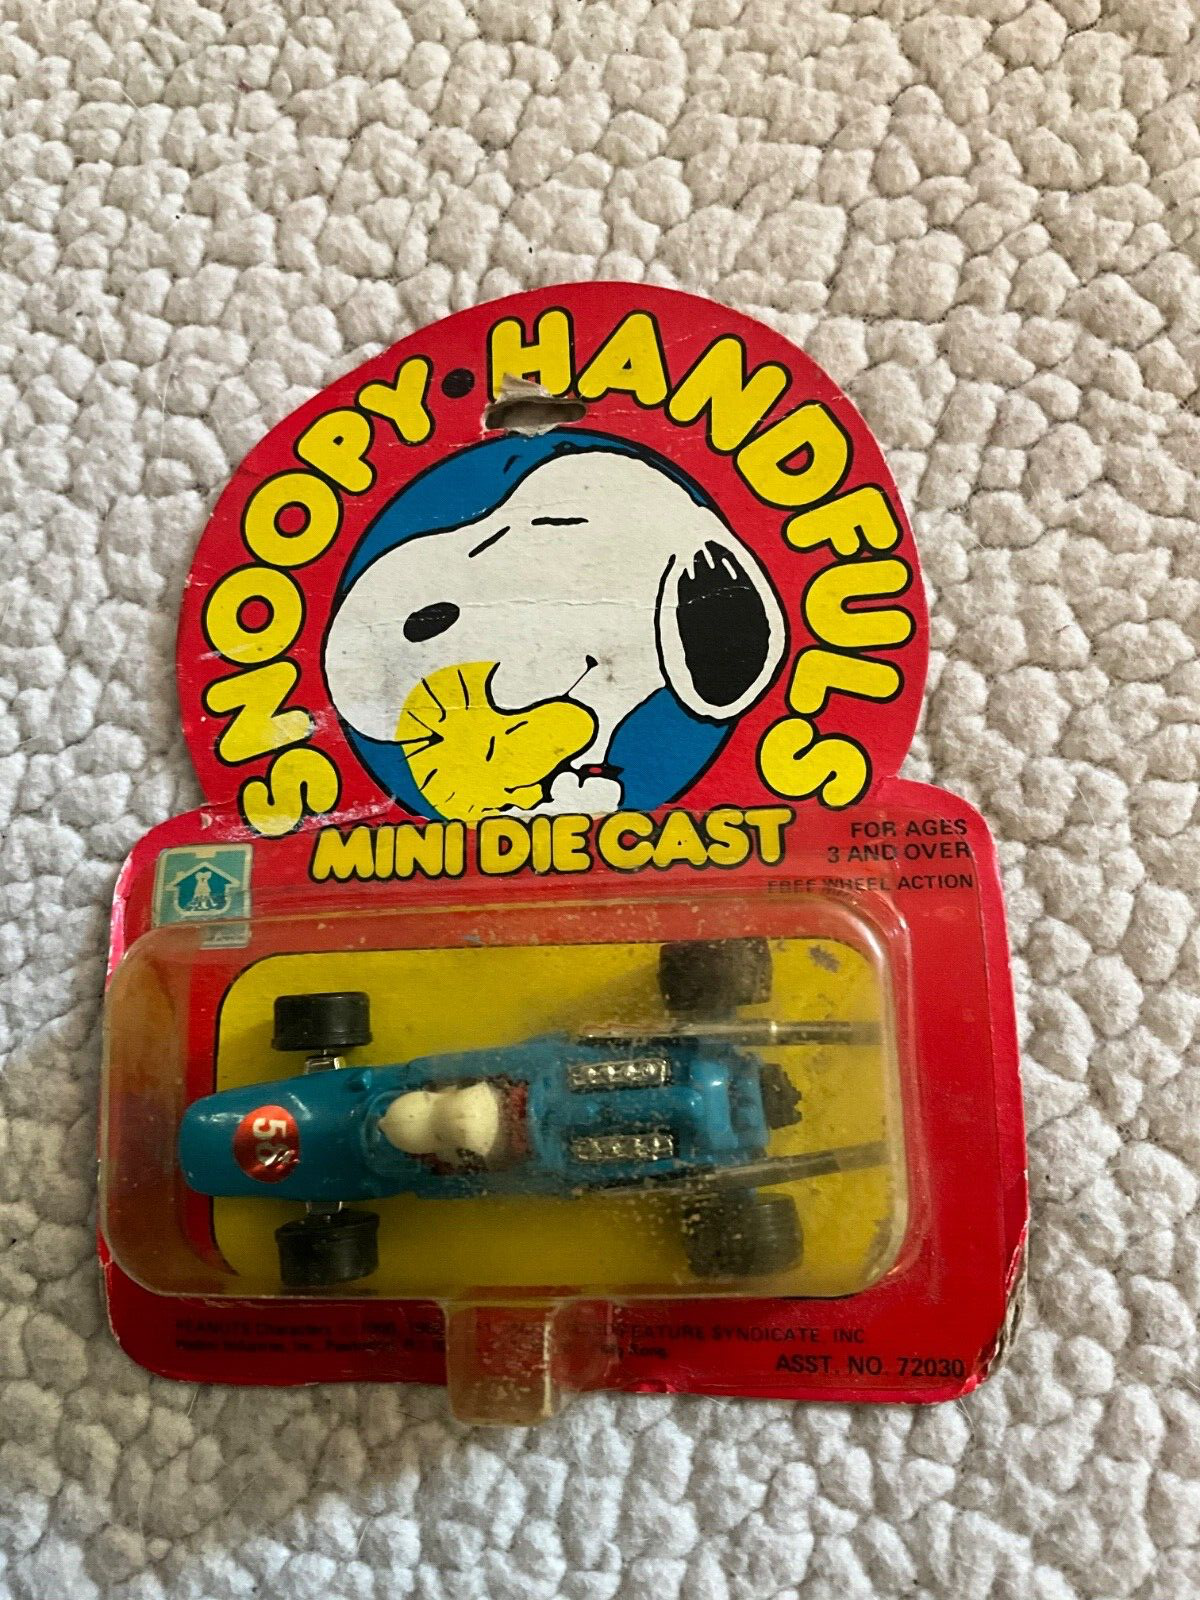 SNOOPY • HANDFULS
MINI DIE CAST
FOR AGES
3 AND OVER
FREE WHEEL ACTION
58
PEANUTS Characters © FEATURE SYNDICATE, INC
Kong
ASST. NO. 72030